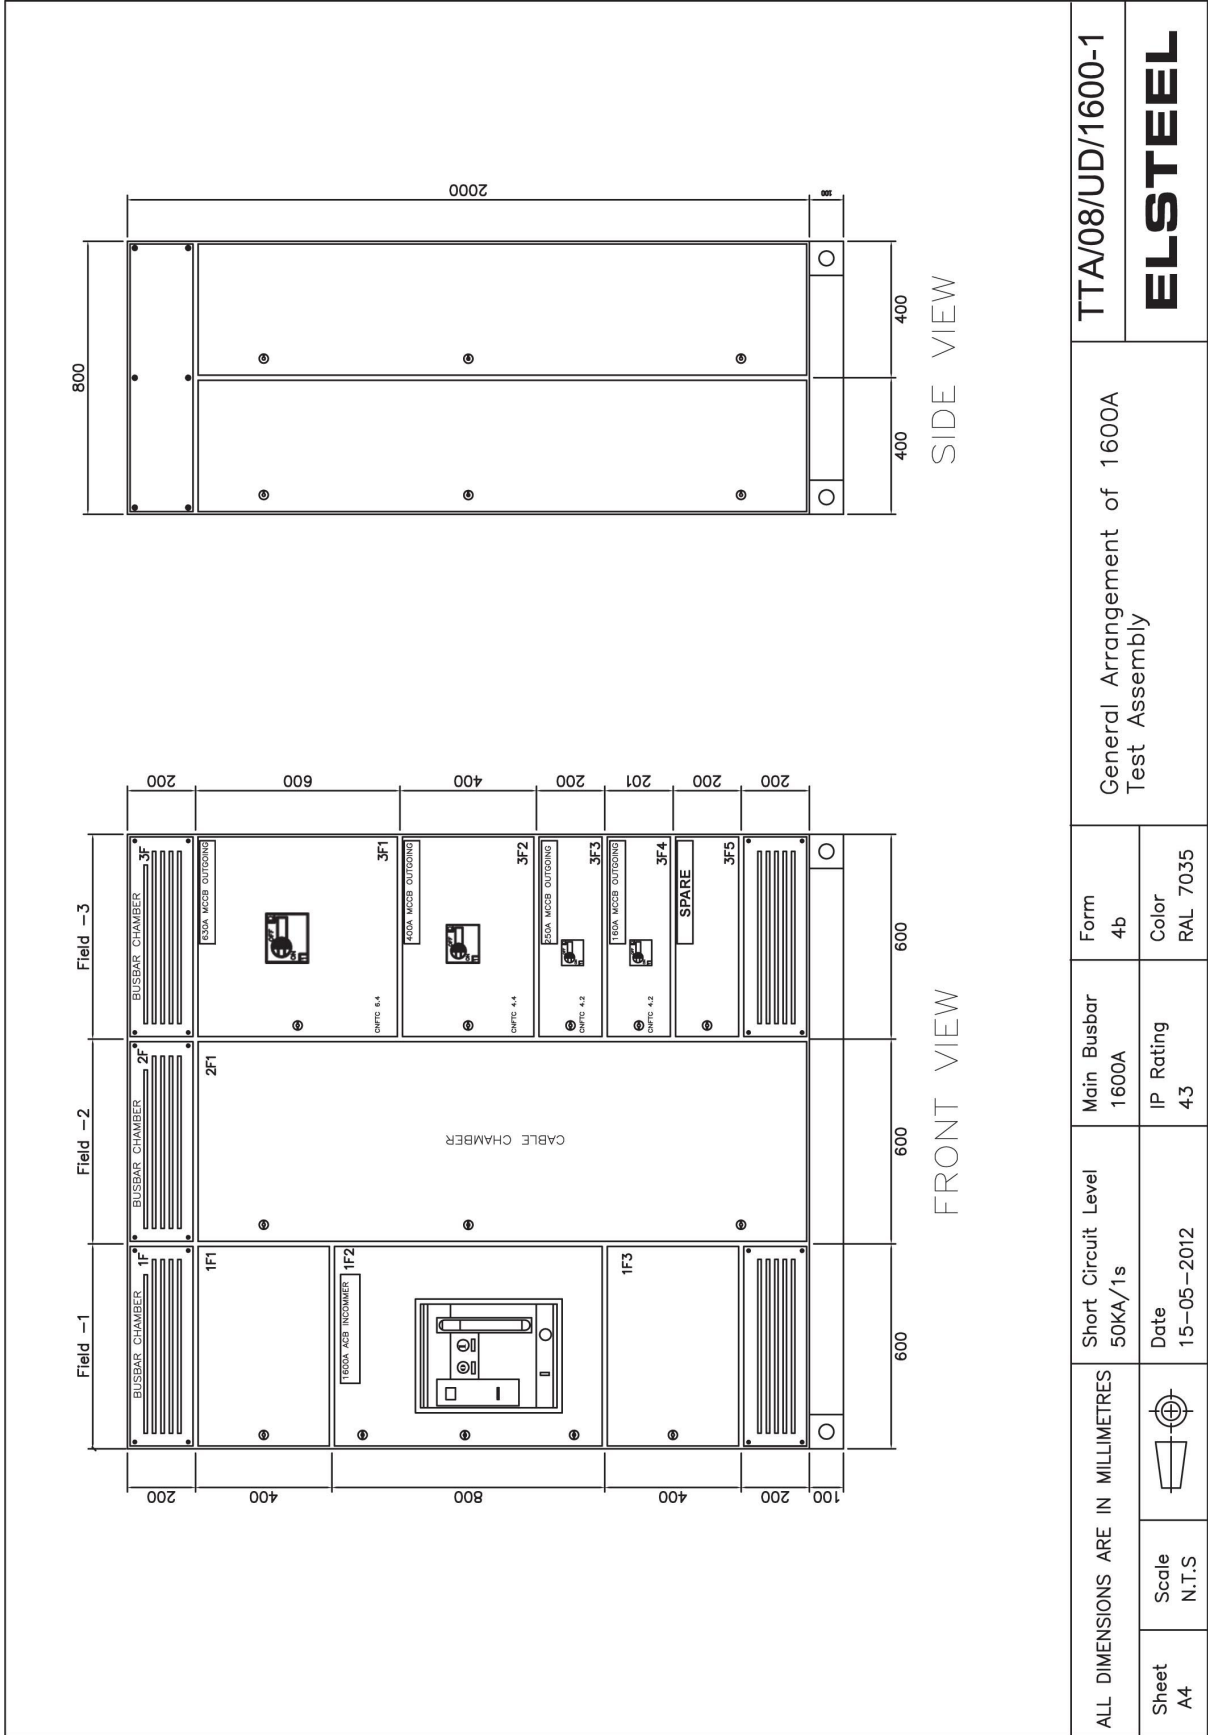 Field -1
Field -2
Field -3
BUSBAR CHAMBER
1F
BUSBAR CHAMBER
2F
BUSBAR CHAMBER
3F
1F1
1600A ACB INCOMMER
1F2
1F3
2F1
CABLE CHAMBER
630A MCCB OUTGOING
OFF
ON
CNFTC 6.4
3F1
400A MCCB OUTGOING
OFF
CNFTC 4.4
3F2
250A MCCB OUTGOING
CNFTC 4.2
3F3
160A MCCB OUTGOING
CNFTC 4.2
3F4
SPARE
3F5
200
400
800
400
200
100
200
600
400
200
201
200
200
600
600
600
FRONT VIEW
800
2000
100
400
400
SIDE VIEW
ALL DIMENSIONS ARE IN MILLIMETRES
Sheet
A4
Scale
N.T.S
Short Circuit Level
50KA/1s
Date
15-05-2012
Main Busbar
1600A
IP Rating
43
Form
4b
Color
RAL 7035
General Arrangement of 1600A
Test Assembly
TTA/08/UD/1600-1
ELSTEEL